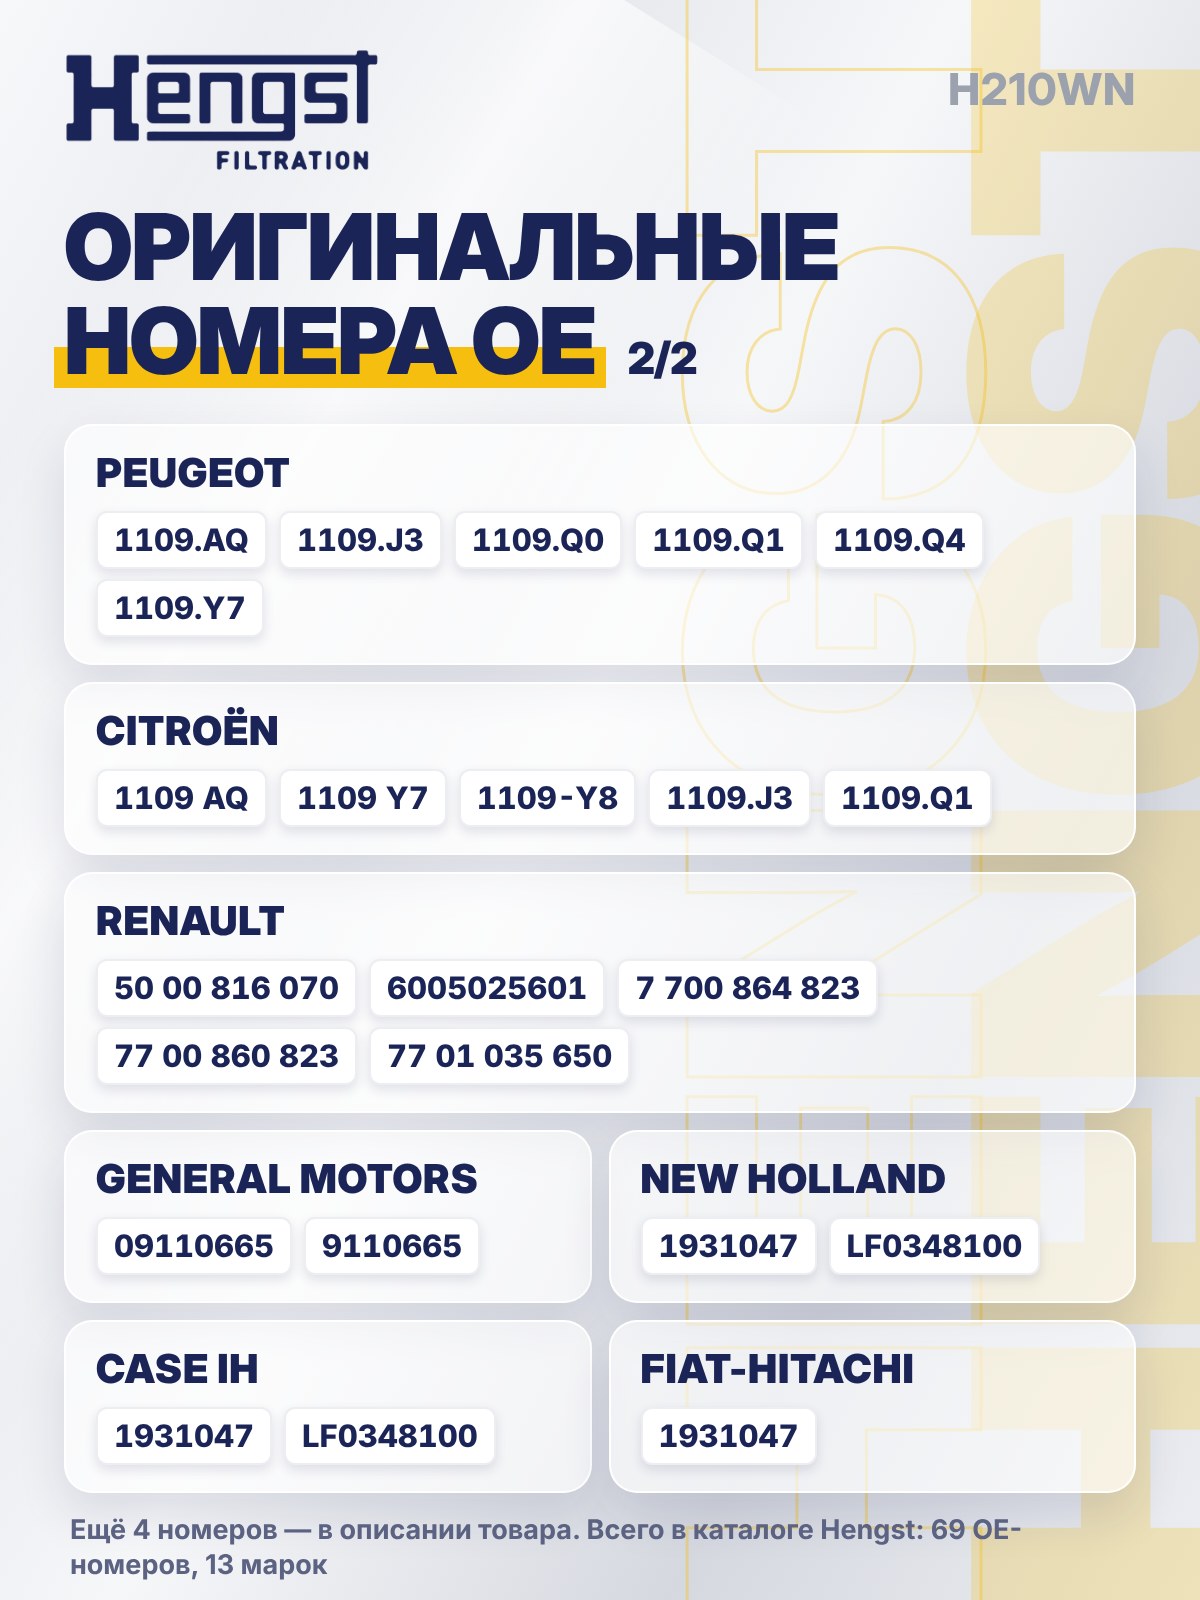 Hengst
FILTRATION
H210WN
ОРИГИНАЛЬНЫЕ
НОМЕРА OE 2/2
PEUGEOT
1109.AQ 1109.J3 1109.Q0 1109.Q1 1109.Q4
1109.Y7
CITROËN
1109 AQ 1109 Y7 1109-Y8 1109.J3 1109.Q1
RENAULT
50 00 816 070 6005025601 7 700 864 823
77 00 860 823 77 01 035 650
GENERAL MOTORS
09110665 9110665
NEW HOLLAND
1931047 LF0348100
CASE IH
1931047 LF0348100
FIAT-HITACHI
1931047
Ещё 4 номеров — в описании товара. Всего в каталоге Hengst: 69 OE-
номеров, 13 марок
HENGST
HENGST